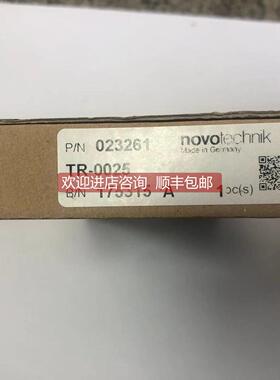 P/N 023261 novotechnik
Made in Germany
TR-0025
欢迎进店咨询 顺丰包邮
B/N 175515 A 1 pc(s)